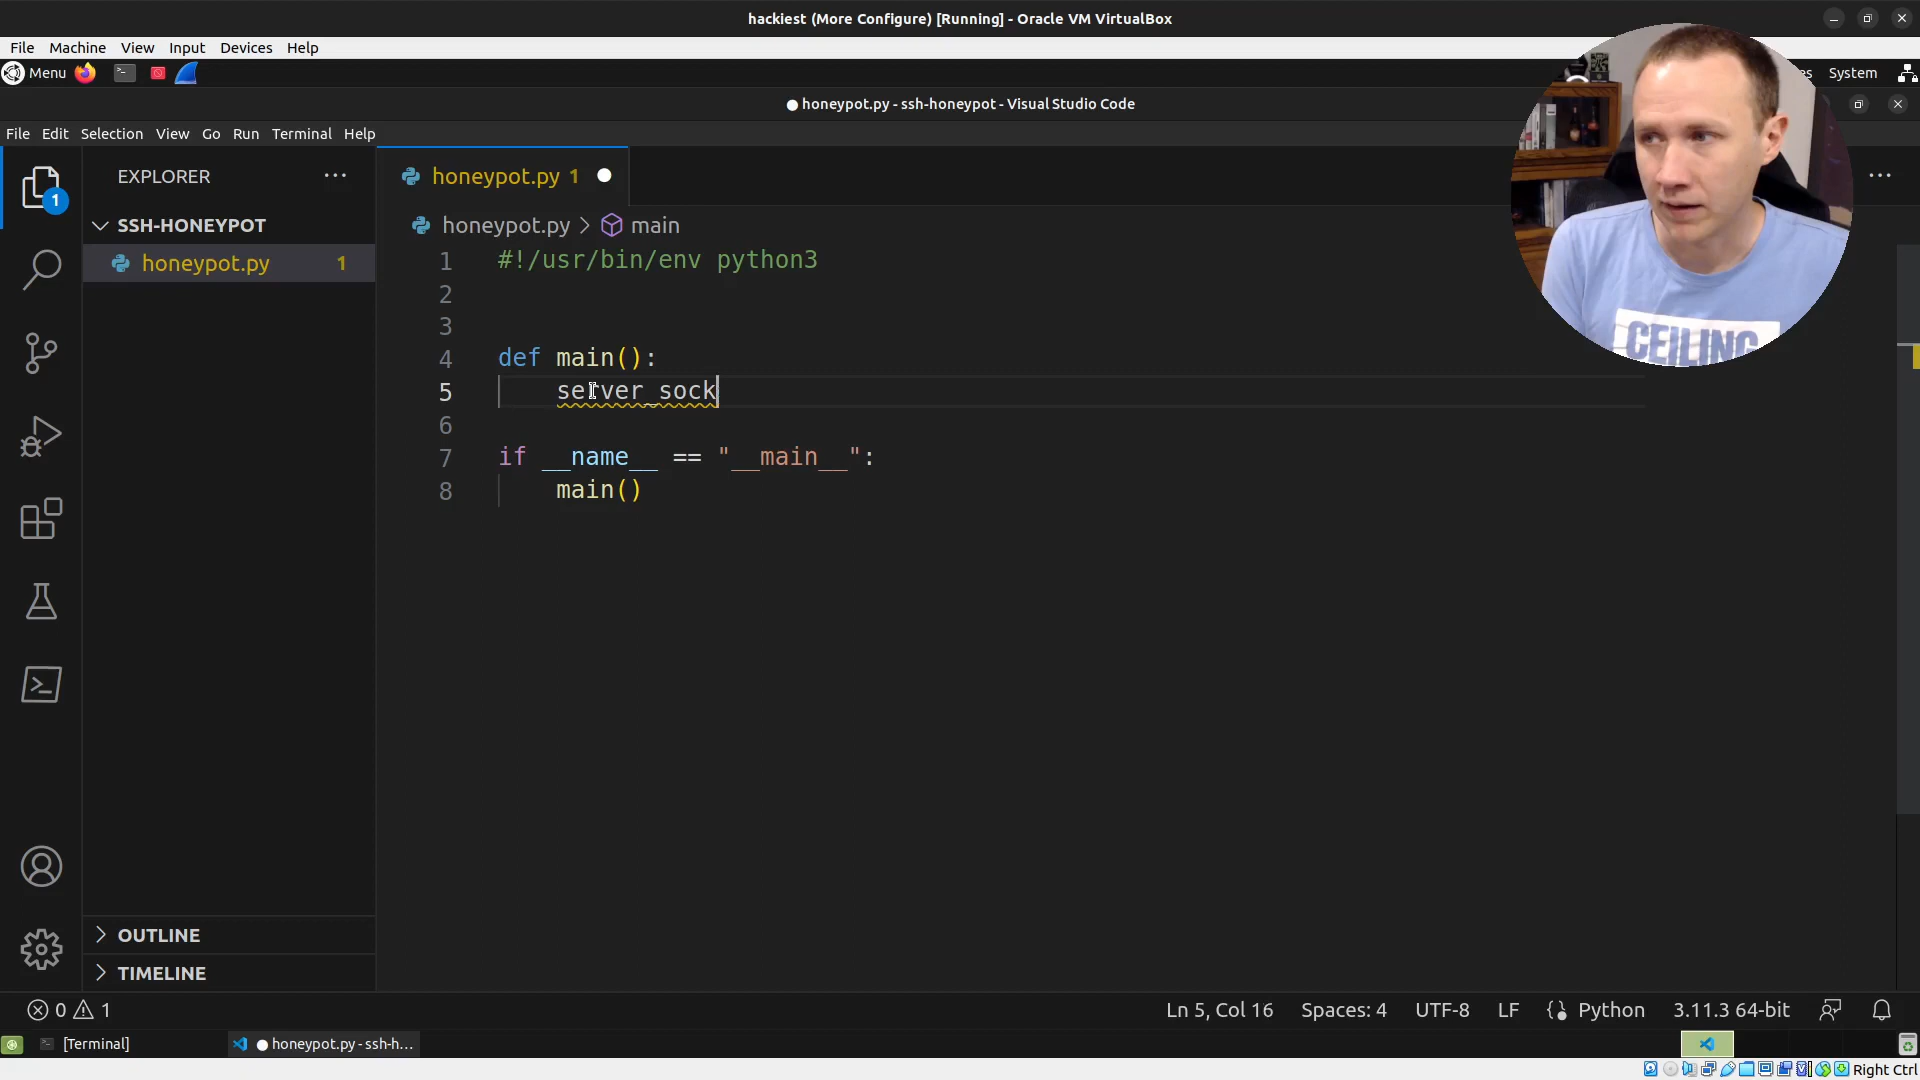 hackiest (More Configure) [Running] - Oracle VM VirtualBox
File Machine View Input Devices Help
Menu
System
● honeypot.py - ssh-honeypot - Visual Studio Code
File Edit Selection View Go Run Terminal Help
EXPLORER
honeypot.py 1
SSH-HONEYPOT
honeypot.py > main
1
honeypot.py 1
1 #!/usr/bin/env python3
2
3
4 def main():
5 server_sock
6
7 if __name__ == "__main__":
8 main()
CEILING
OUTLINE
TIMELINE
0 1
Ln 5, Col 16 Spaces: 4 UTF-8 LF Python 3.11.3 64-bit
[Terminal]
● honeypot.py - ssh-h...
Right Ctrl